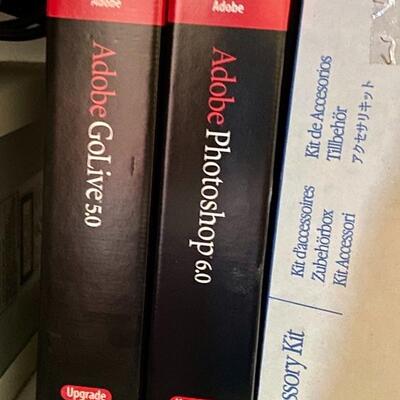 Adobe
Adobe GoLive 5.0
Upgrade
Adobe
Adobe Photoshop 6.0
Kit de Accesorios
Tillbehör
アクセサリキット
Kit d'accessoires
Zubehörbox
Kit Accessori
Kit